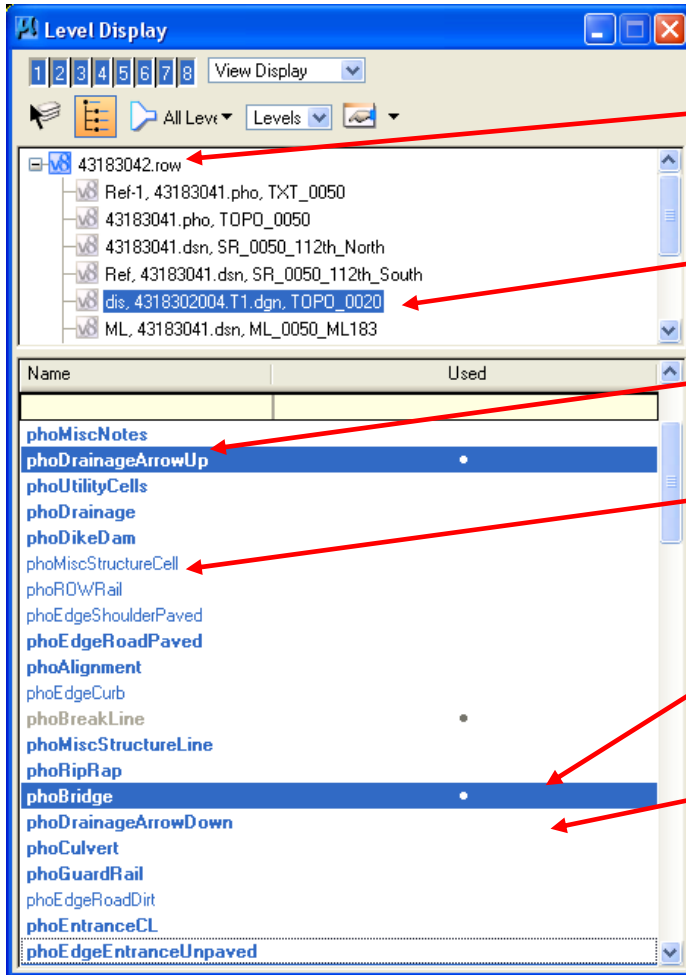 Level Display
1 2 3 4 5 6 7 8 View Display
All Leve Levels
43183042.row
Ref-1, 43183041.pho, TXT_0050
43183041.pho, TOPO_0050
43183041.dsn, SR_0050_112th_North
Ref, 43183041.dsn, SR_0050_112th_South
dis, 4318302004.T1.dgn, TOPO_0020
ML, 43183041.dsn, ML_0050_ML183
Name Used
phoMiscNotes
phoDrainageArrowUp
phoUtilityCells
phoDrainage
phoDikeDam
phoMiscStructureCell
phoROWRail
phoEdgeShoulderPaved
phoEdgeRoadPaved
phoAlignment
phoEdgeCurb
phoBreakLine
phoMiscStructureLine
phoRipRap
phoBridge
phoDrainageArrowDown
phoCulvert
phoGuardRail
phoEdgeRoadDirt
phoEntranceCL
phoEdgeEntranceUnpaved